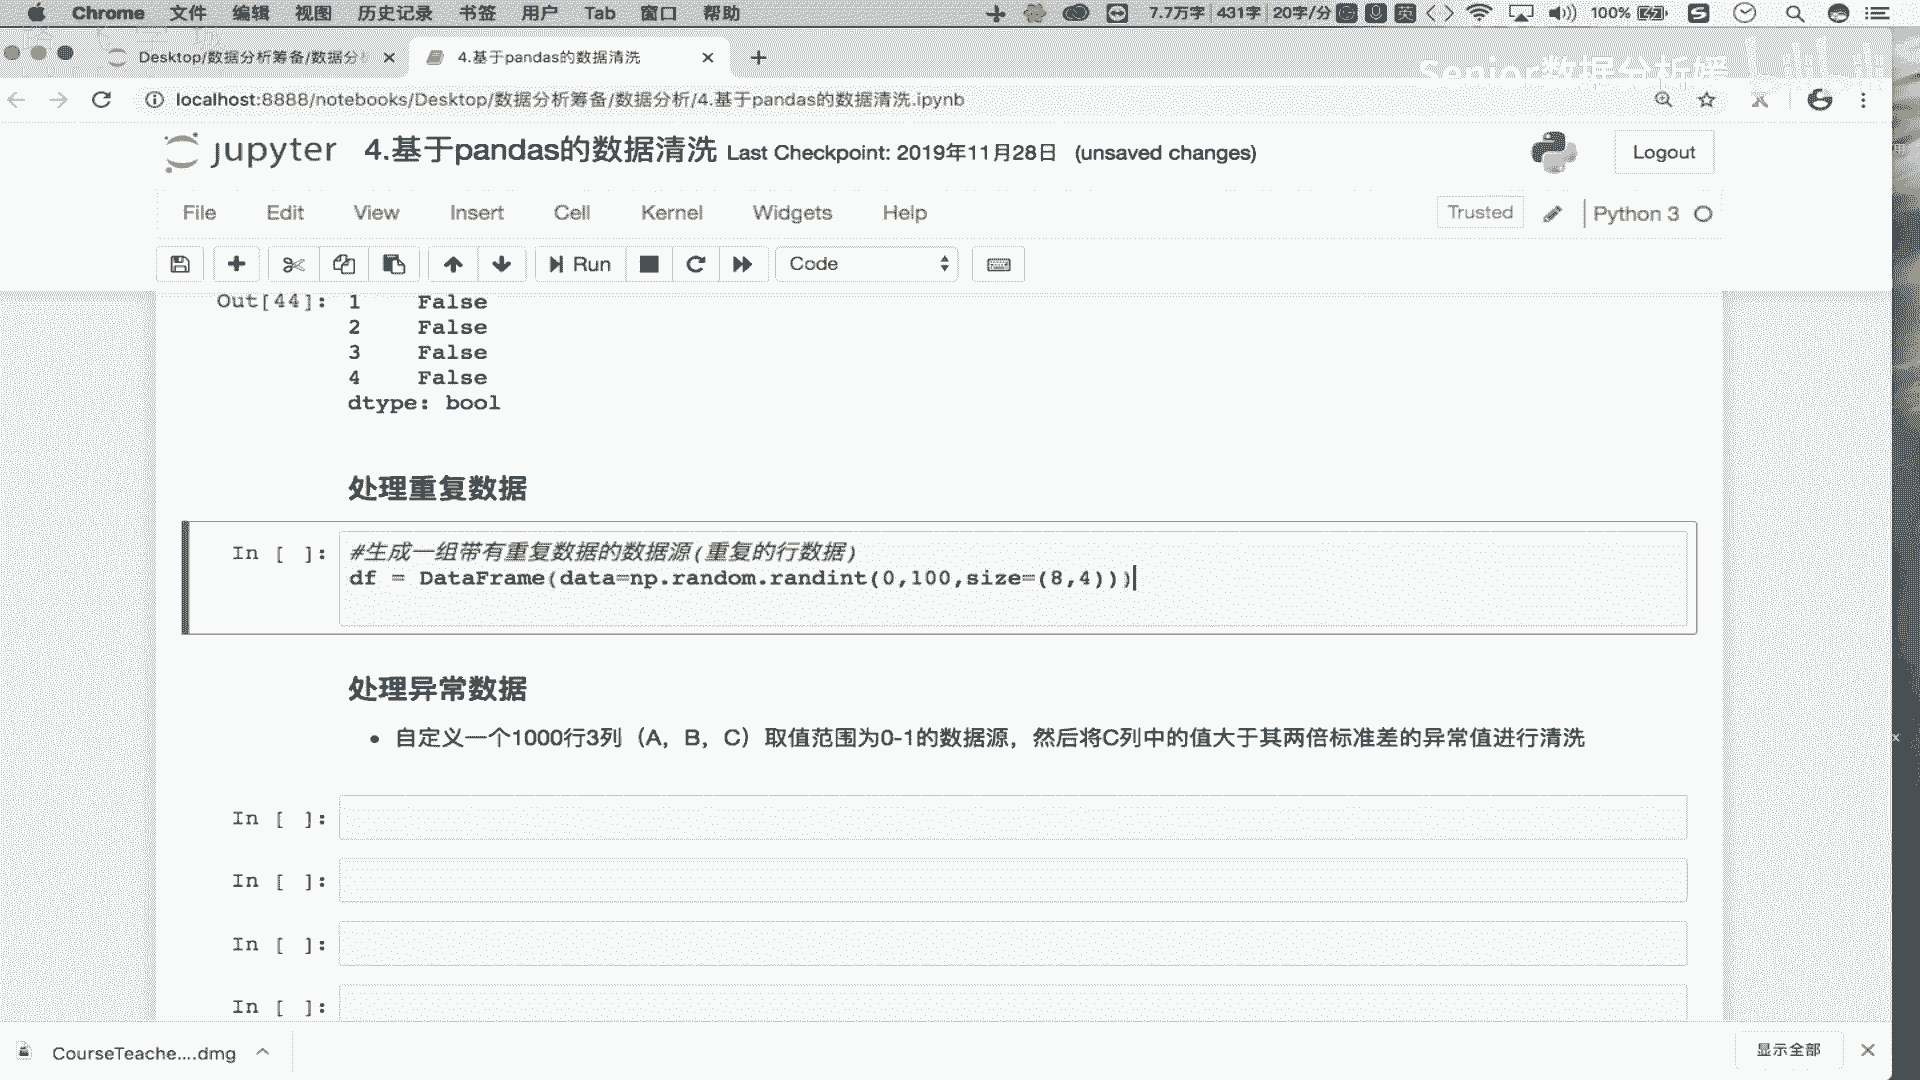 Chrome 文件 编辑 视图 历史记录 书签 用户 Tab 窗口 帮助 7.7万字 431字 20字/分 英 100%
Desktop/数据分析筹备/数据分 4.基于pandas的数据清洗
Senior数据分析
localhost:8888/notebooks/Desktop/数据分析筹备/数据分析/4.基于pandas的数据清洗.ipynb
jupyter 4.基于pandas的数据清洗 Last Checkpoint: 2019年11月28日 (unsaved changes) Logout
File Edit View Insert Cell Kernel Widgets Help Trusted Python 3
Run Code
Out[44]: 1 False
2 False
3 False
4 False
dtype: bool
处理重复数据
In [ ]: #生成一组带有重复数据的数据源(重复的行数据)
df = DataFrame(data=np.random.randint(0,100,size=(8,4)))
处理异常数据
• 自定义一个1000行3列（A，B，C）取值范围为0-1的数据源，然后将C列中的值大于其两倍标准差的异常值进行清洗
In [ ]:
In [ ]:
In [ ]:
In [ ]:
CourseTeache....dmg 显示全部